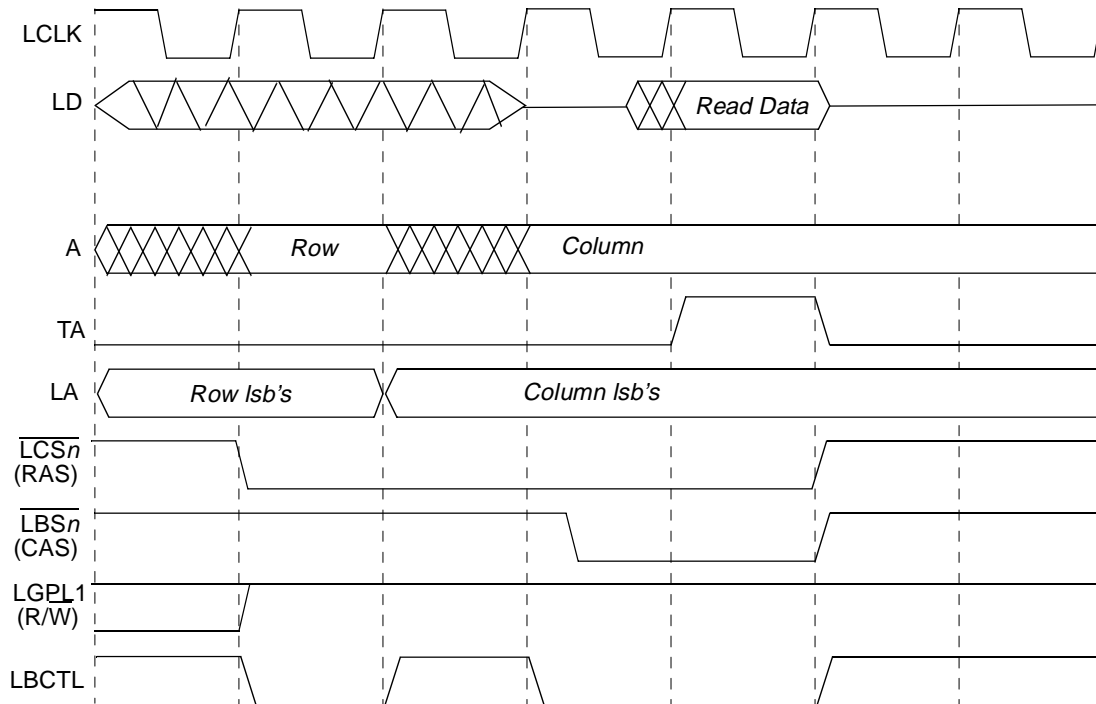 LCLK
LD
Read Data
A
Row
Column
TA
LA
Row lsb's
Column lsb's
LCSn
(RAS)
LBSn
(CAS)
LGPL1
(R/W)
LBCTL